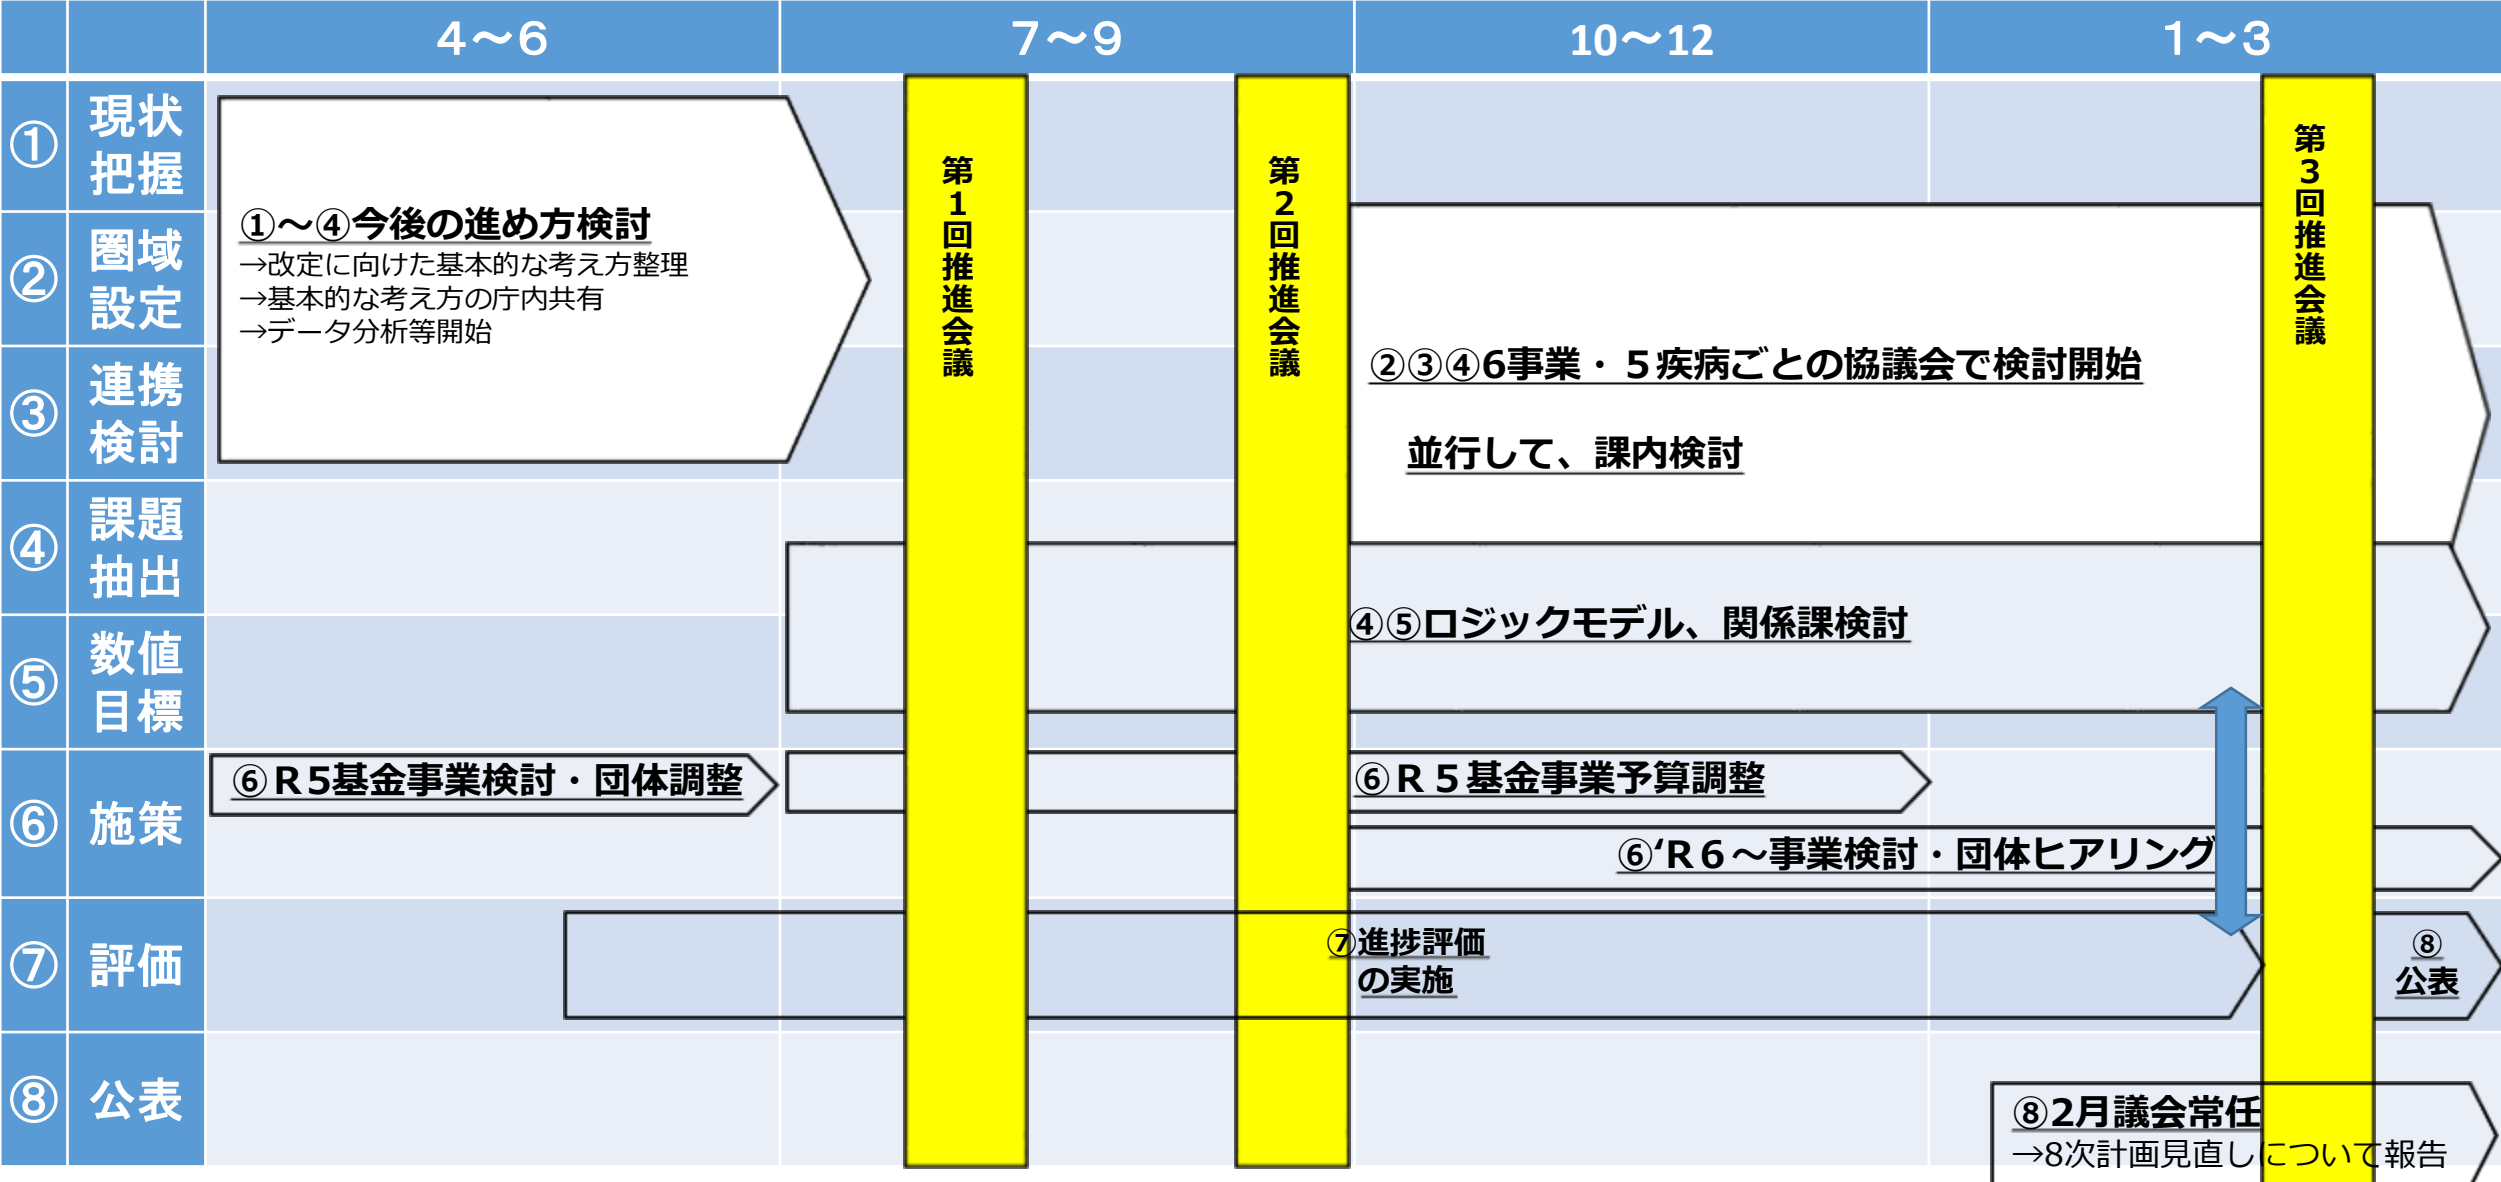 ４～６
７～９
10～12
１～３
①
現状
把握
②
圏域
設定
③
連携
検討
④
課題
抽出
⑤
数値
目標
⑥
施策
⑦
評価
⑧
公表
①～④今後の進め方検討
→改定に向けた基本的な考え方整理
→基本的な考え方の庁内共有
→データ分析等開始
第1回推進会議
第2回推進会議
第3回推進会議
②③④6事業・５疾病ごとの協議会で検討開始
並行して、課内検討
④⑤ロジックモデル、関係課検討
⑥Ｒ5基金事業検討・団体調整
⑥Ｒ５基金事業予算調整
⑥‘Ｒ６～事業検討・団体ヒアリング
⑦進捗評価
の実施
⑧
公表
⑧2月議会常任
→8次計画見直しについて報告